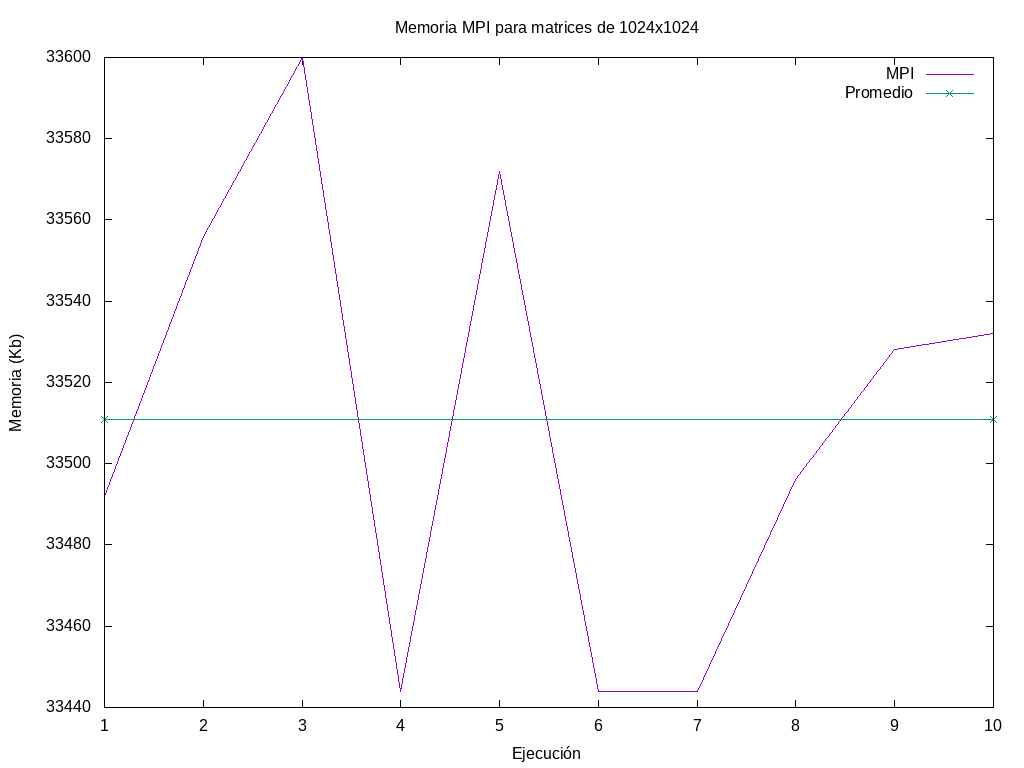 Memoria MPI para matrices de 1024x1024
33600
33580
33560
33540
33520
33500
33480
33460
33440
Memoria (Kb)
MPI
Promedio
1 2 3 4 5 6 7 8 9 10
Ejecución